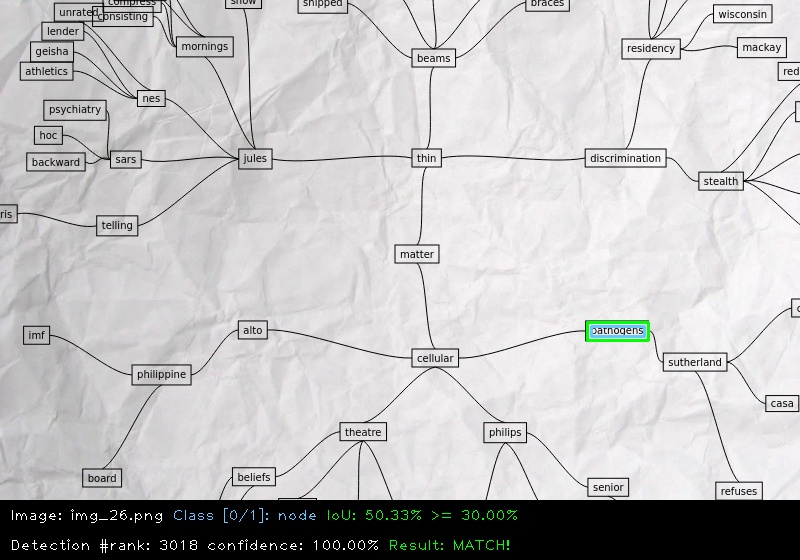 show
shipped
braces
compress
unrated
consisting
wisconsin
lender
mornings
residency
mackay
geisha
beams
athletics
red
nes
psychiatry
hoc
backward
sars
jules
thin
discrimination
stealth
ris
telling
matter
imf
alto
pathogens
cellular
sutherland
philippine
casa
theatre
philips
board
beliefs
senior
refuses
Image: img_26.png Class [0/1]: node IoU: 50.33% >= 30.00%
Detection #rank: 3018 confidence: 100.00% Result: MATCH!